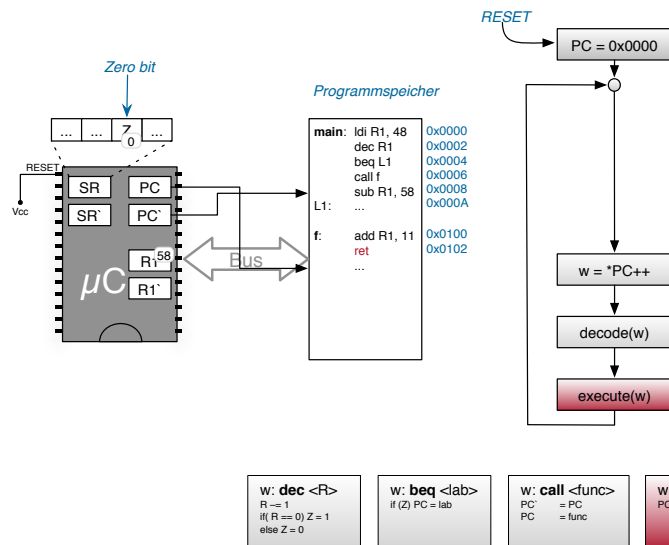 RESET
PC = 0x0000
Zero bit
Programmspeicher
... ... Z ...
0
main: ldi R1, 48 0x0000
dec R1 0x0002
beq L1 0x0004
call f 0x0006
sub R1, 58 0x0008
L1: ... 0x000A
f: add R1, 11 0x0100
ret 0x0102
...
RESET
Vcc
SR PC
SR` PC`
R1 58
R1`
µC
Bus
w = *PC++
decode(w)
execute(w)
w: dec <R>
R -= 1
if( R == 0) Z = 1
else Z = 0
w: beq <lab>
if (Z) PC = lab
w: call <func>
PC` = PC
PC = func
w
PC